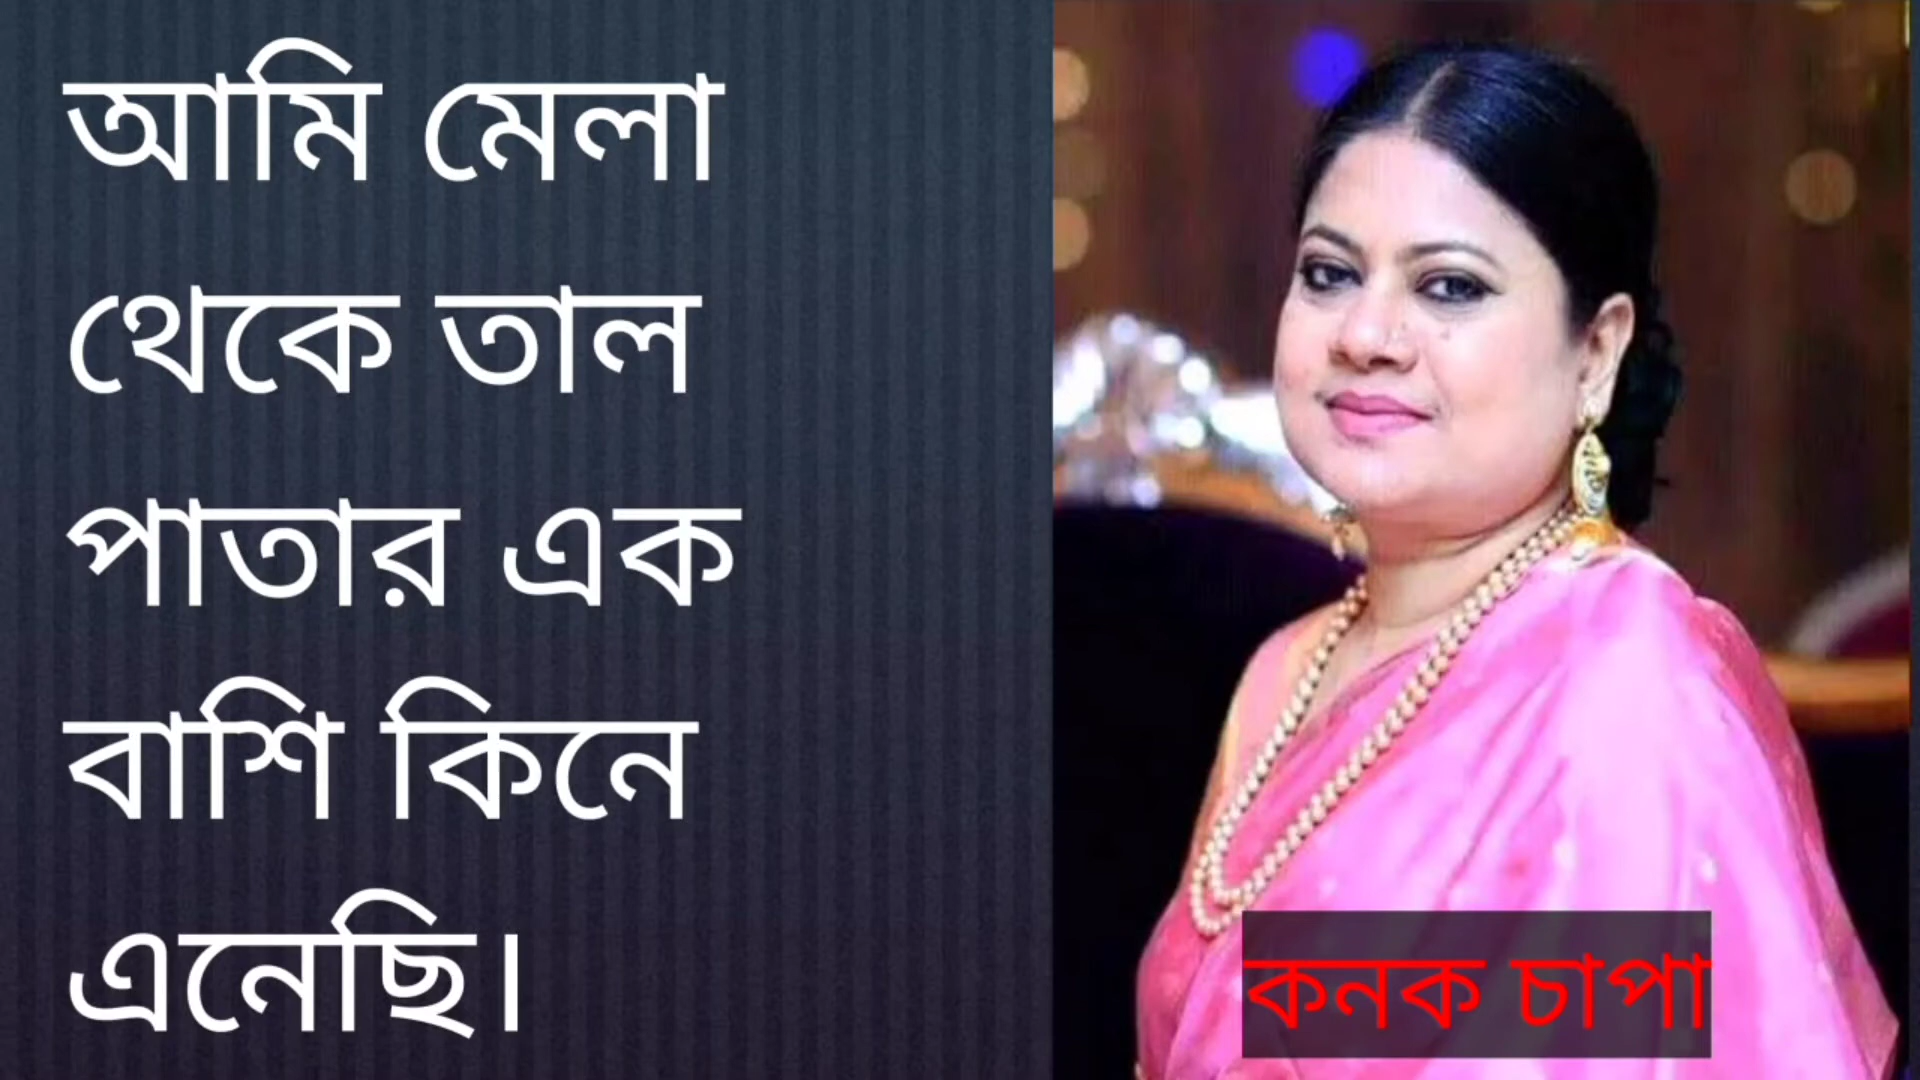 আমি মেলা
থেকে তাল
পাতার এক
বাশি কিনে
এনেছি।
কনক চাপা